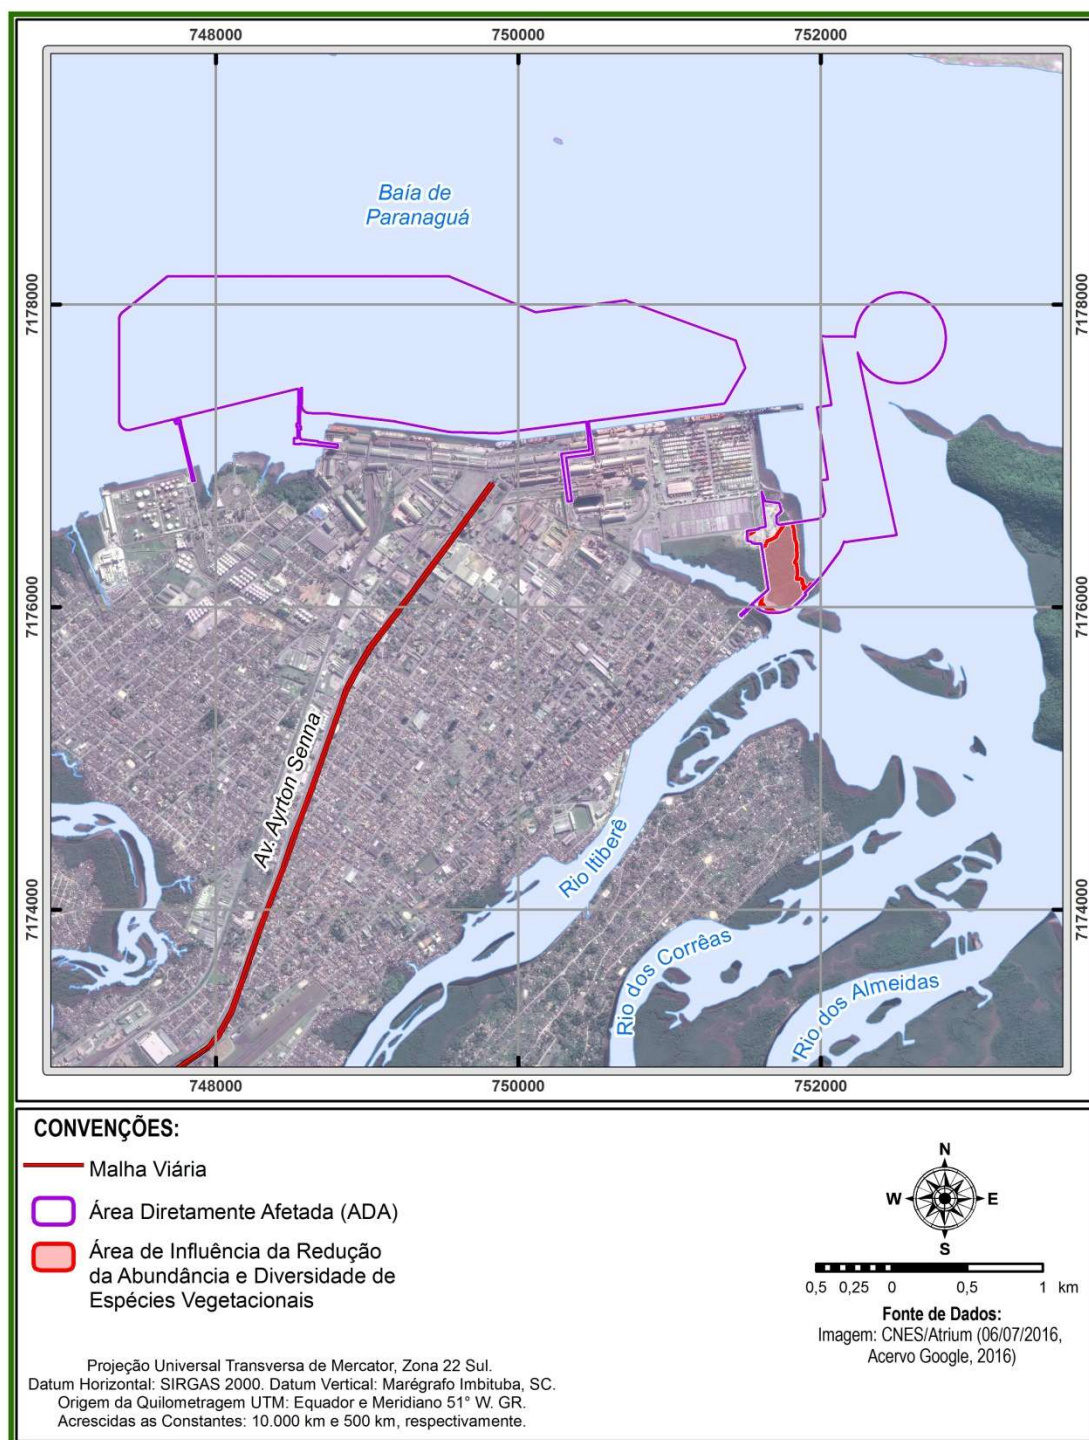 748000
750000
752000
Baía de
Paranaguá
7178000
7178000
7176000
7176000
Av. Ayrton Senna
Rio Itiberê
7174000
7174000
Rio dos Corrêas
Rio dos Almeidas
748000
750000
752000
CONVENÇÕES:
Malha Viária
Área Diretamente Afetada (ADA)
Área de Influência da Redução
da Abundância e Diversidade de
Espécies Vegetacionais
N
W
E
S
0,5 0,25 0 0,5 1 km
Fonte de Dados:
Imagem: CNES/Atrium (06/07/2016,
Acervo Google, 2016)
Projeção Universal Transversa de Mercator, Zona 22 Sul.
Datum Horizontal: SIRGAS 2000. Datum Vertical: Marégrafo Imbituba, SC.
Origem da Quilometragem UTM: Equador e Meridiano 51° W. GR.
Acrescidas as Constantes: 10.000 km e 500 km, respectivamente.